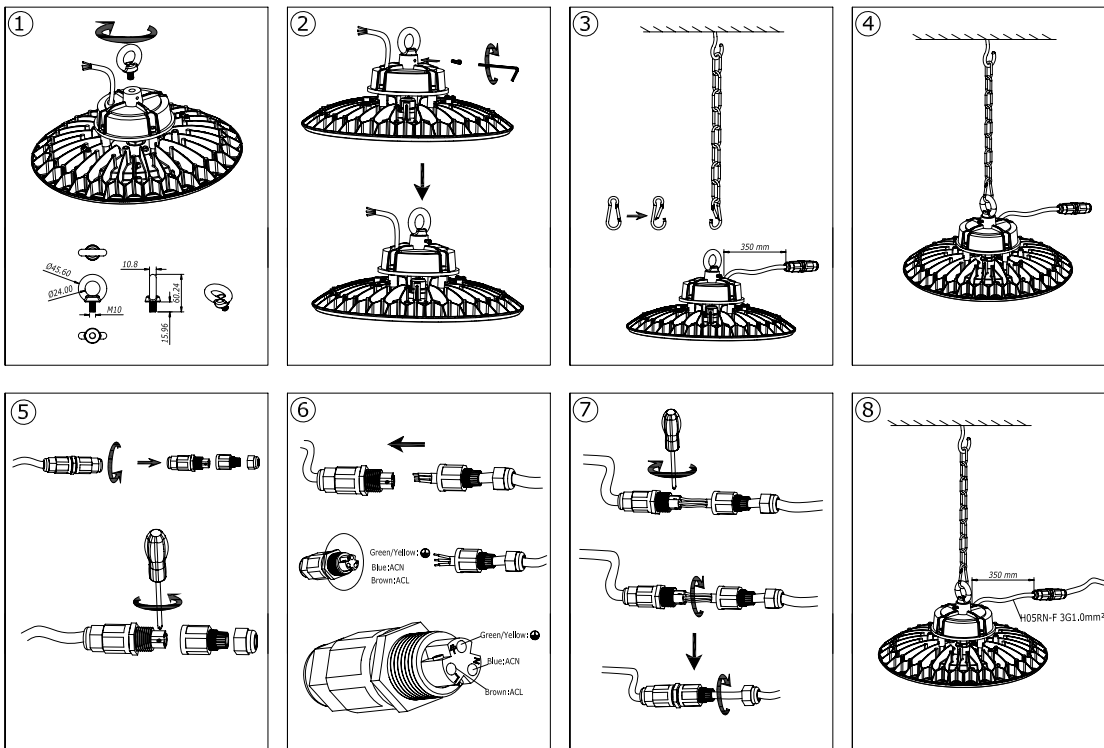 1
Ø45.60
Ø24.00
M10
10.8
60.24
15.96
2
3
350 mm
4
5
6
Green/Yellow:
Blue:ACN
Brown:ACL
Green/Yellow:
Blue:ACN
Brown:ACL
7
8
350 mm
H05RN-F 3G1.0mm²